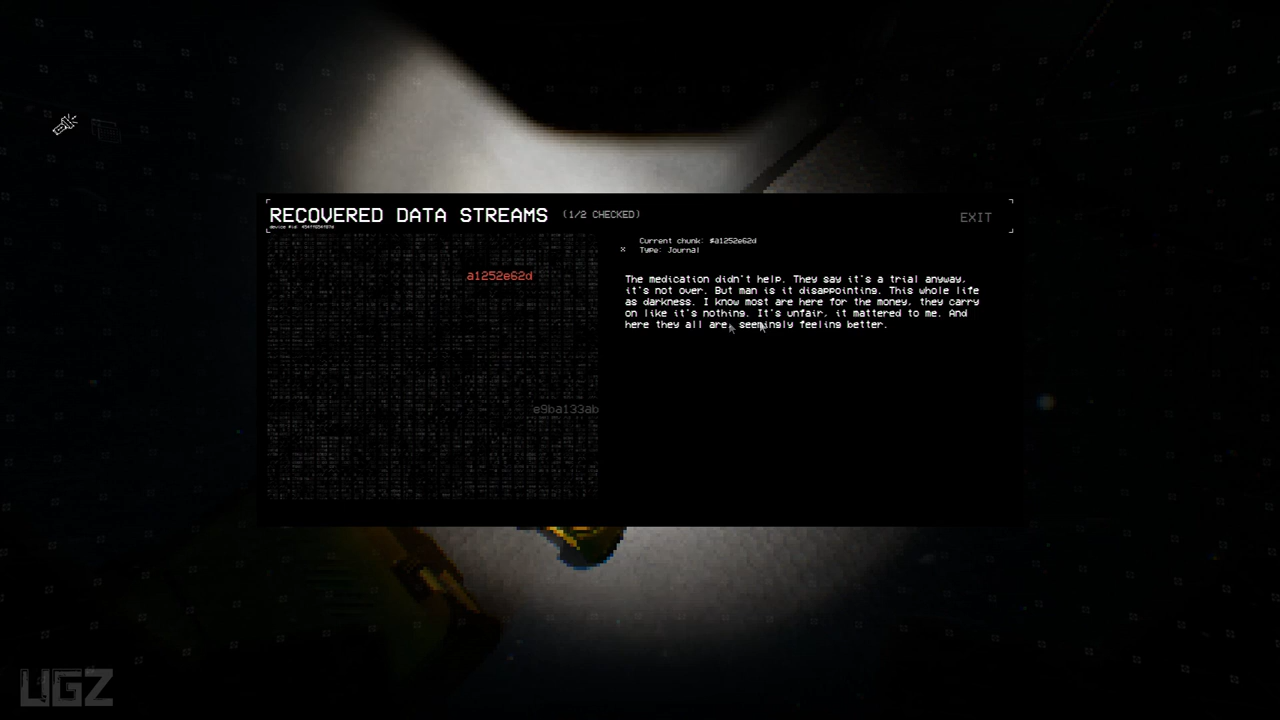 RECOVERED DATA STREAMS (1/2 CHECKED)
EXIT
Current chunk: #a1252e62d
Type: Journal
a1252e62d
The medication didn't help. They say it's a trial anyway,
it's not over. But man is it disappointing. This whole life
as darkness. I know most are here for the money, they carry
on like it's nothing. It's unfair, it mattered to me. And
here they all are, seemingly feeling better.
e9ba133ab
UGZ